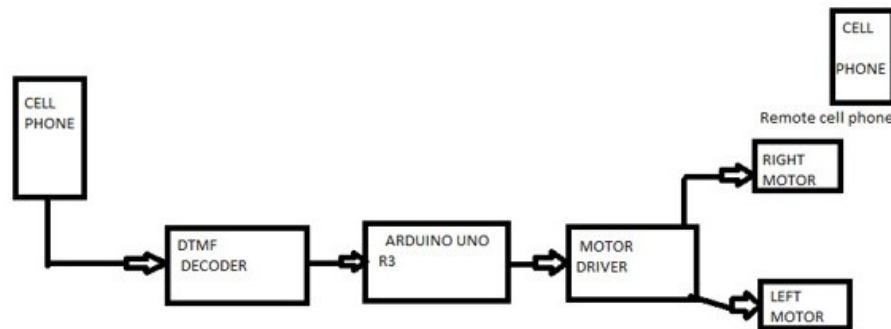 CELL
PHONE
Remote cell phone
CELL
PHONE
RIGHT
MOTOR
DTMF
DECODER
ARDUINO UNO
R3
MOTOR
DRIVER
LEFT
MOTOR